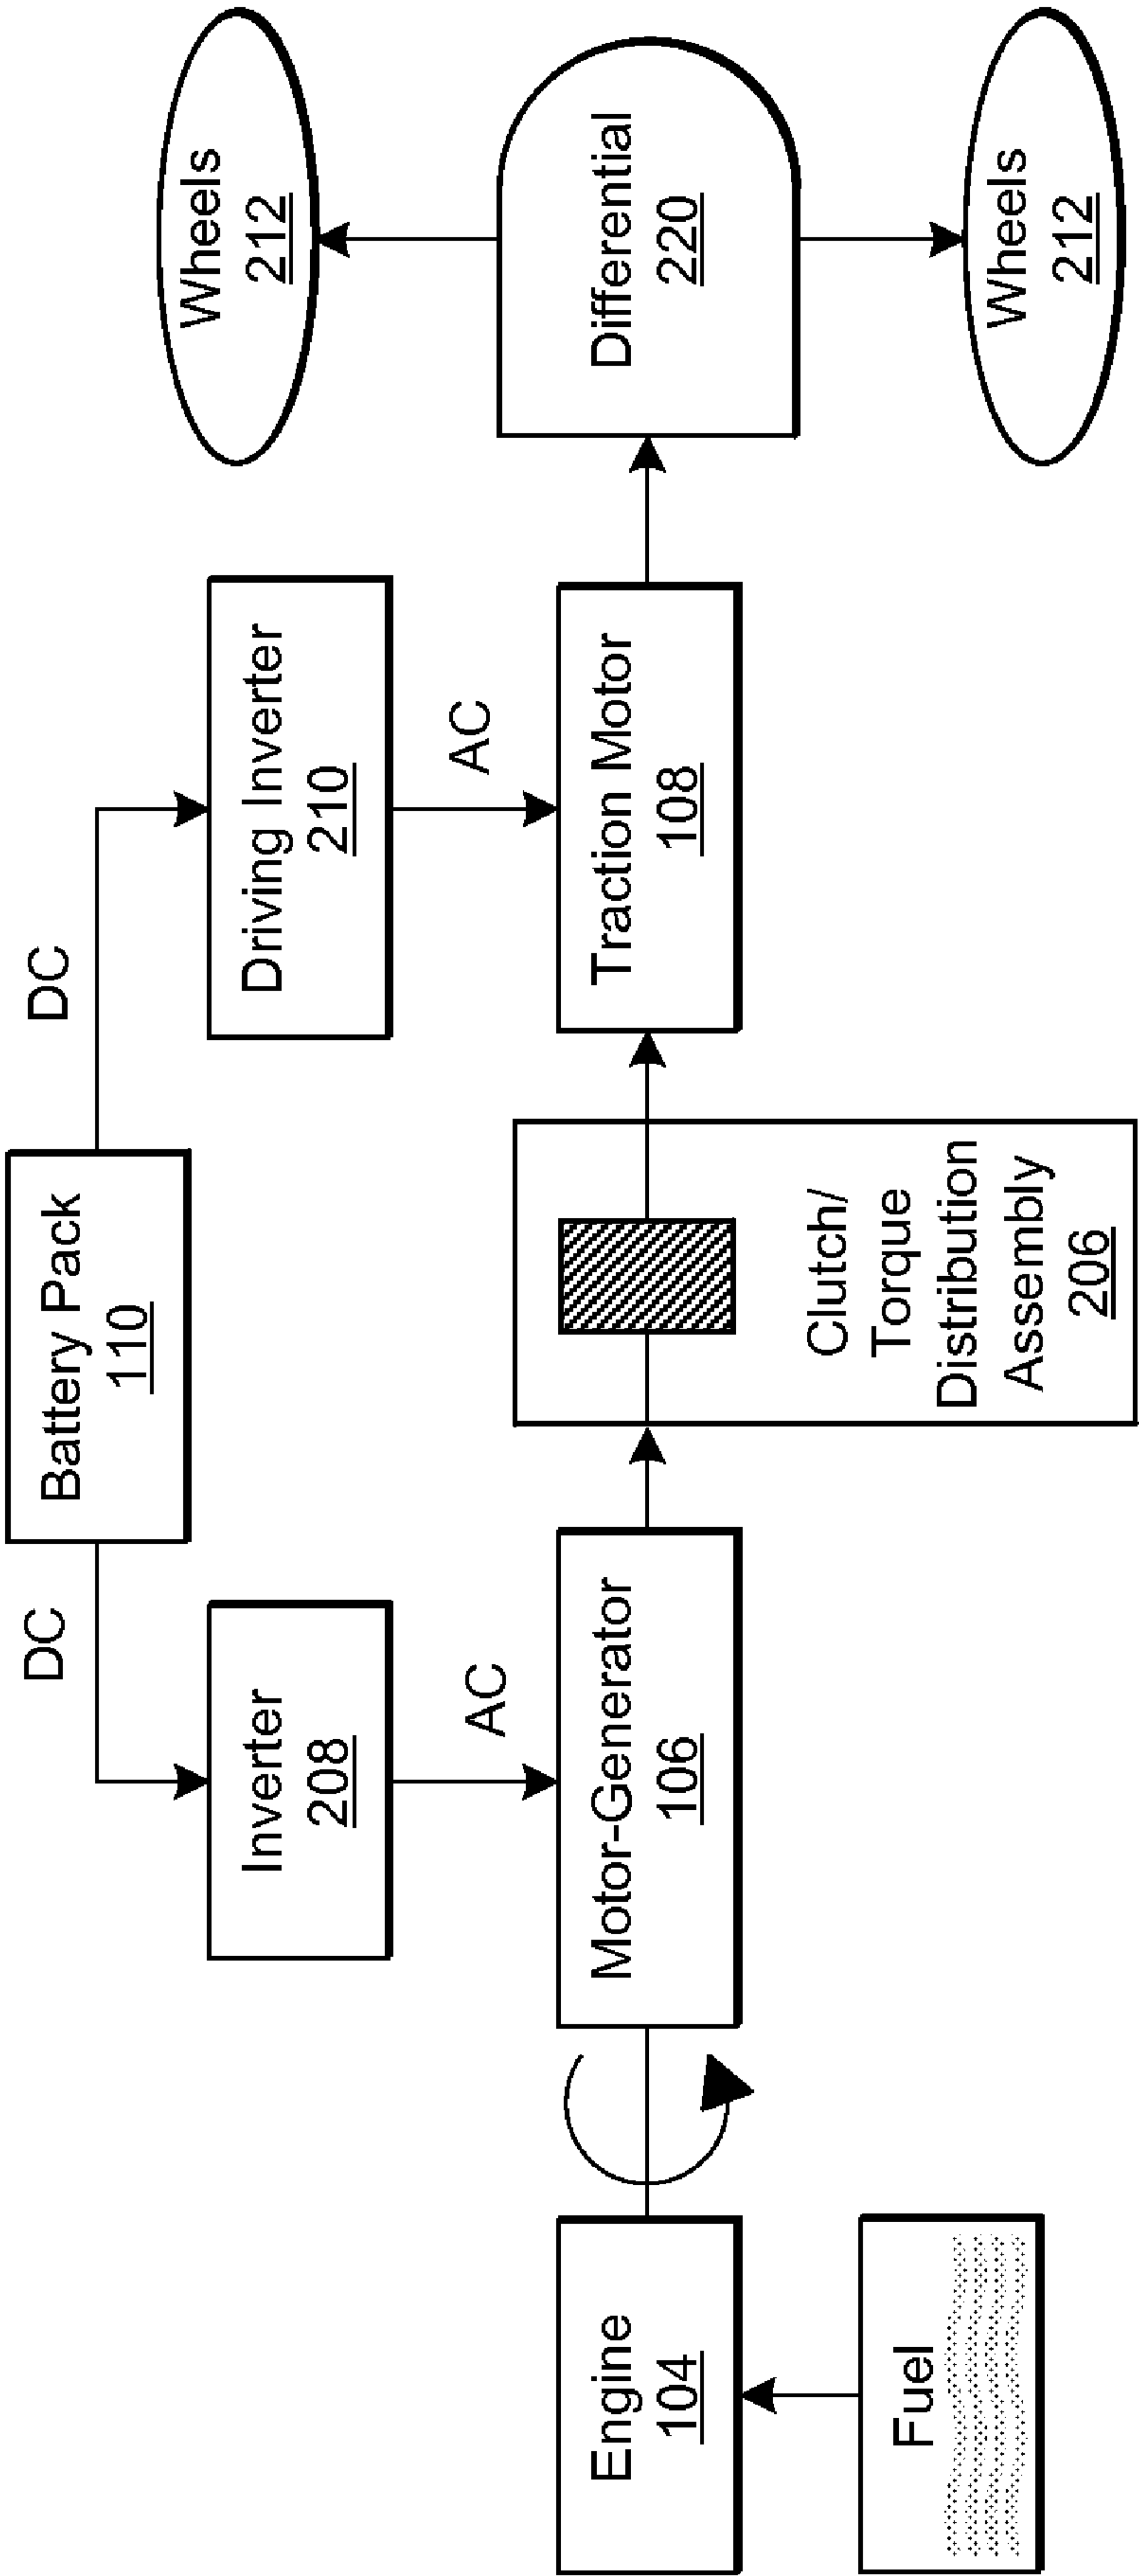 Battery Pack
110
DC
DC
Inverter
208
Driving Inverter
210
Wheels
212
AC
AC
Engine
104
Motor-Generator
106
Traction Motor
108
Differential
220
Clutch/
Torque
Distribution
Assembly
206
Fuel
Wheels
212